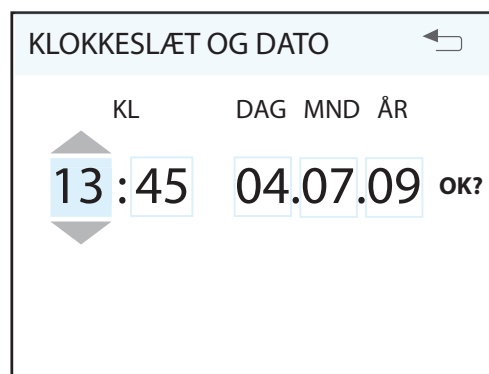 KLOKKESLÆT OG DATO
KL DAG MND ÅR
13 : 45 04.07.09 OK?